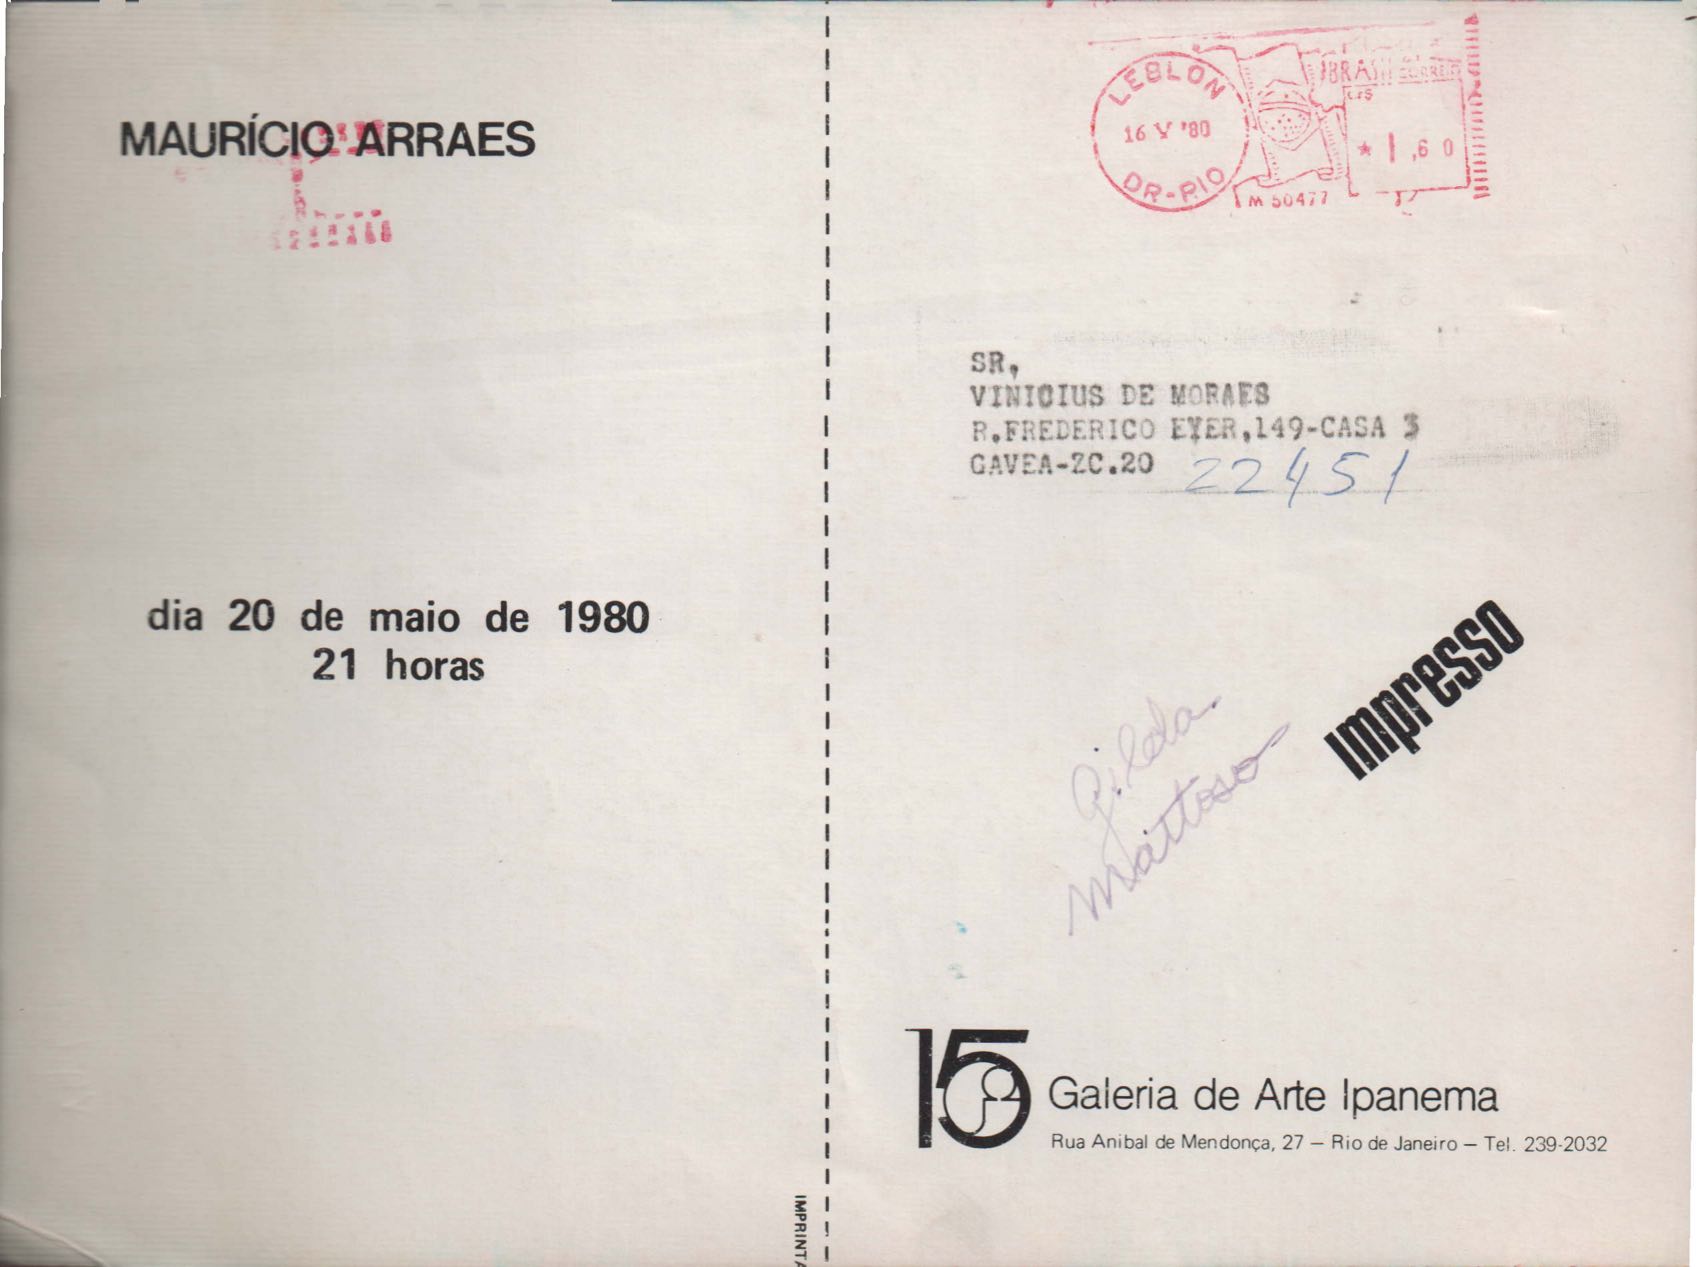 MAURÍCIO ARRAES
dia 20 de maio de 1980
21 horas
IMPRINTA
LEBLON
16 V '80
DR-RIO
BRASIL CORREIO
CrS
* 1,60
M 50477
SR,
VINICIUS DE MORAES
R.FREDERICO EYER,149-CASA 3
GAVEA-ZC.20 22451
Impresso
Gilda
Mattoso
15 Galeria de Arte Ipanema
Rua Anibal de Mendonça, 27 — Rio de Janeiro — Tel. 239-2032